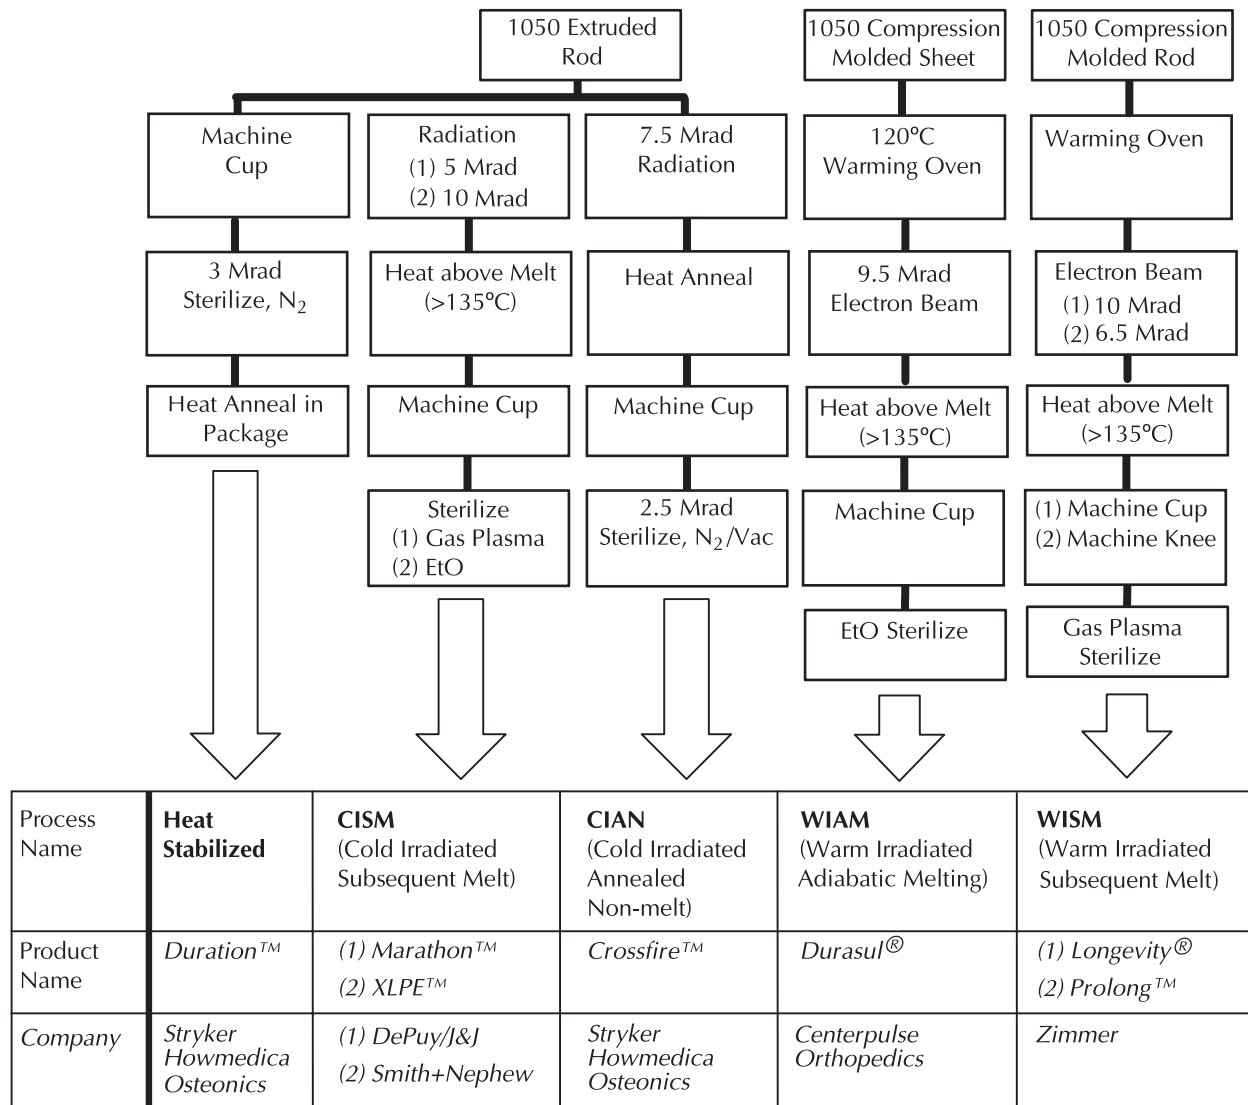 1050 Extruded
Rod
1050 Compression
Molded Sheet
1050 Compression
Molded Rod
Machine
Cup
Radiation
(1) 5 Mrad
(2) 10 Mrad
7.5 Mrad
Radiation
120ºC
Warming Oven
Warming Oven
3 Mrad
Sterilize, N2
Heat above Melt
(>135ºC)
Heat Anneal
9.5 Mrad
Electron Beam
Electron Beam
(1) 10 Mrad
(2) 6.5 Mrad
Heat Anneal in
Package
Machine Cup
Machine Cup
Heat above Melt
(>135ºC)
Heat above Melt
(>135ºC)
Sterilize
(1) Gas Plasma
(2) EtO
2.5 Mrad
Sterilize, N2/Vac
Machine Cup
(1) Machine Cup
(2) Machine Knee
EtO Sterilize
Gas Plasma
Sterilize
Process
Name
Heat
Stabilized
CISM
(Cold Irradiated
Subsequent Melt)
CIAN
(Cold Irradiated
Annealed
Non-melt)
WIAM
(Warm Irradiated
Adiabatic Melting)
WISM
(Warm Irradiated
Subsequent Melt)
Product
Name
Duration™
(1) Marathon™
(2) XLPE™
Crossfire™
Durasul®
(1) Longevity®
(2) Prolong™
Company
Stryker
Howmedica
Osteonics
(1) DePuy/J&J
(2) Smith+Nephew
Stryker
Howmedica
Osteonics
Centerpulse
Orthopedics
Zimmer